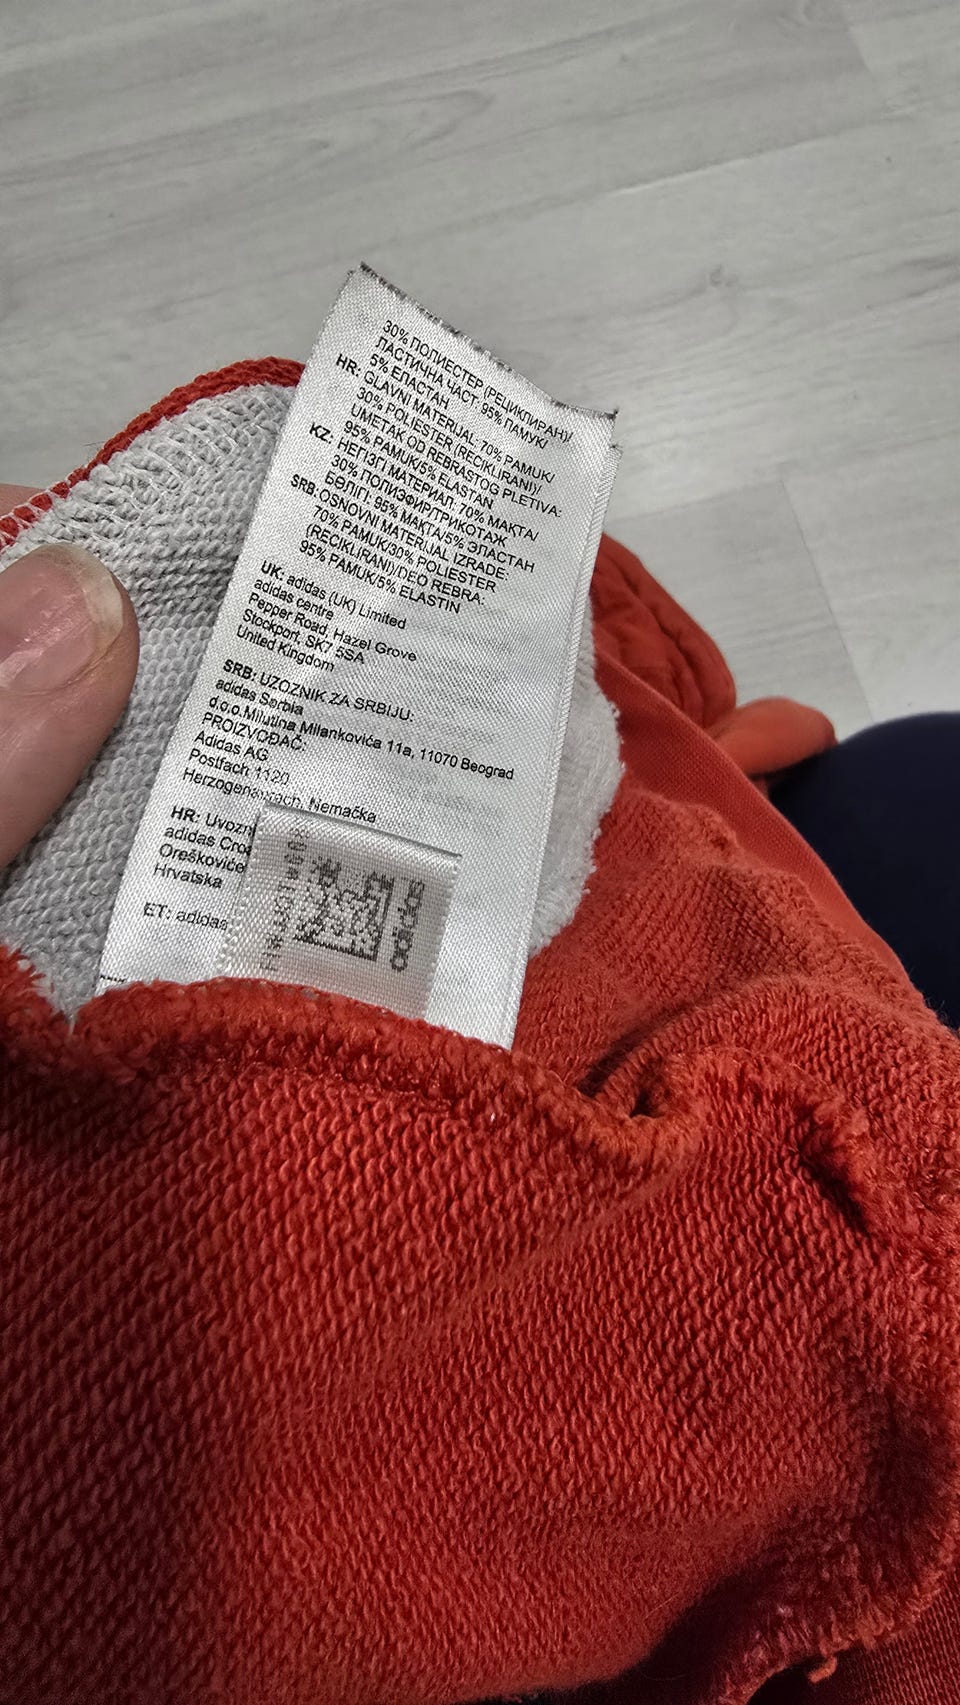 30% ПОЛИЕСТЕР (РЕЦИКЛИРАН)/
ЛАСТИЧНА ЧАСТ: 95% ПАМУК/
5% ЕЛАСТАН
HR: GLAVNI MATERIJAL: 70% PAMUK/
30% POLIESTER (RECIKLIRANI)/
UMETAK OD REBRASTOG PLETIVA:
95% PAMUK/5% ELASTAN
KZ: НЕГІЗГІ МАТЕРИАЛ: 70% МАҚТА/
30% ПОЛИЭФИР/ТРИКОТАЖ
БӨЛІГІ: 95% МАҚТА/5% ЭЛАСТАН
SRB: OSNOVNI MATERIJAL IZRADE:
70% PAMUK/30% POLIESTER
(RECIKLIRANI)/DEO REBRA:
95% PAMUK/5% ELASTIN
UK: adidas (UK) Limited
adidas centre
Pepper Road, Hazel Grove
Stockport, SK7 5SA
United Kingdom
SRB: UZOZNIK ZA SRBIJU:
adidas Serbia
d.o.o.Milutina Milankovića 11a, 11070 Beograd
PROIZVOĐAČ:
Adidas AG
Postfach 1120
Herzogenaurach, Nemačka
HR: Uvozn
adidas Croa
Oreškoviće
Hrvatska
ET: adidas
adidas